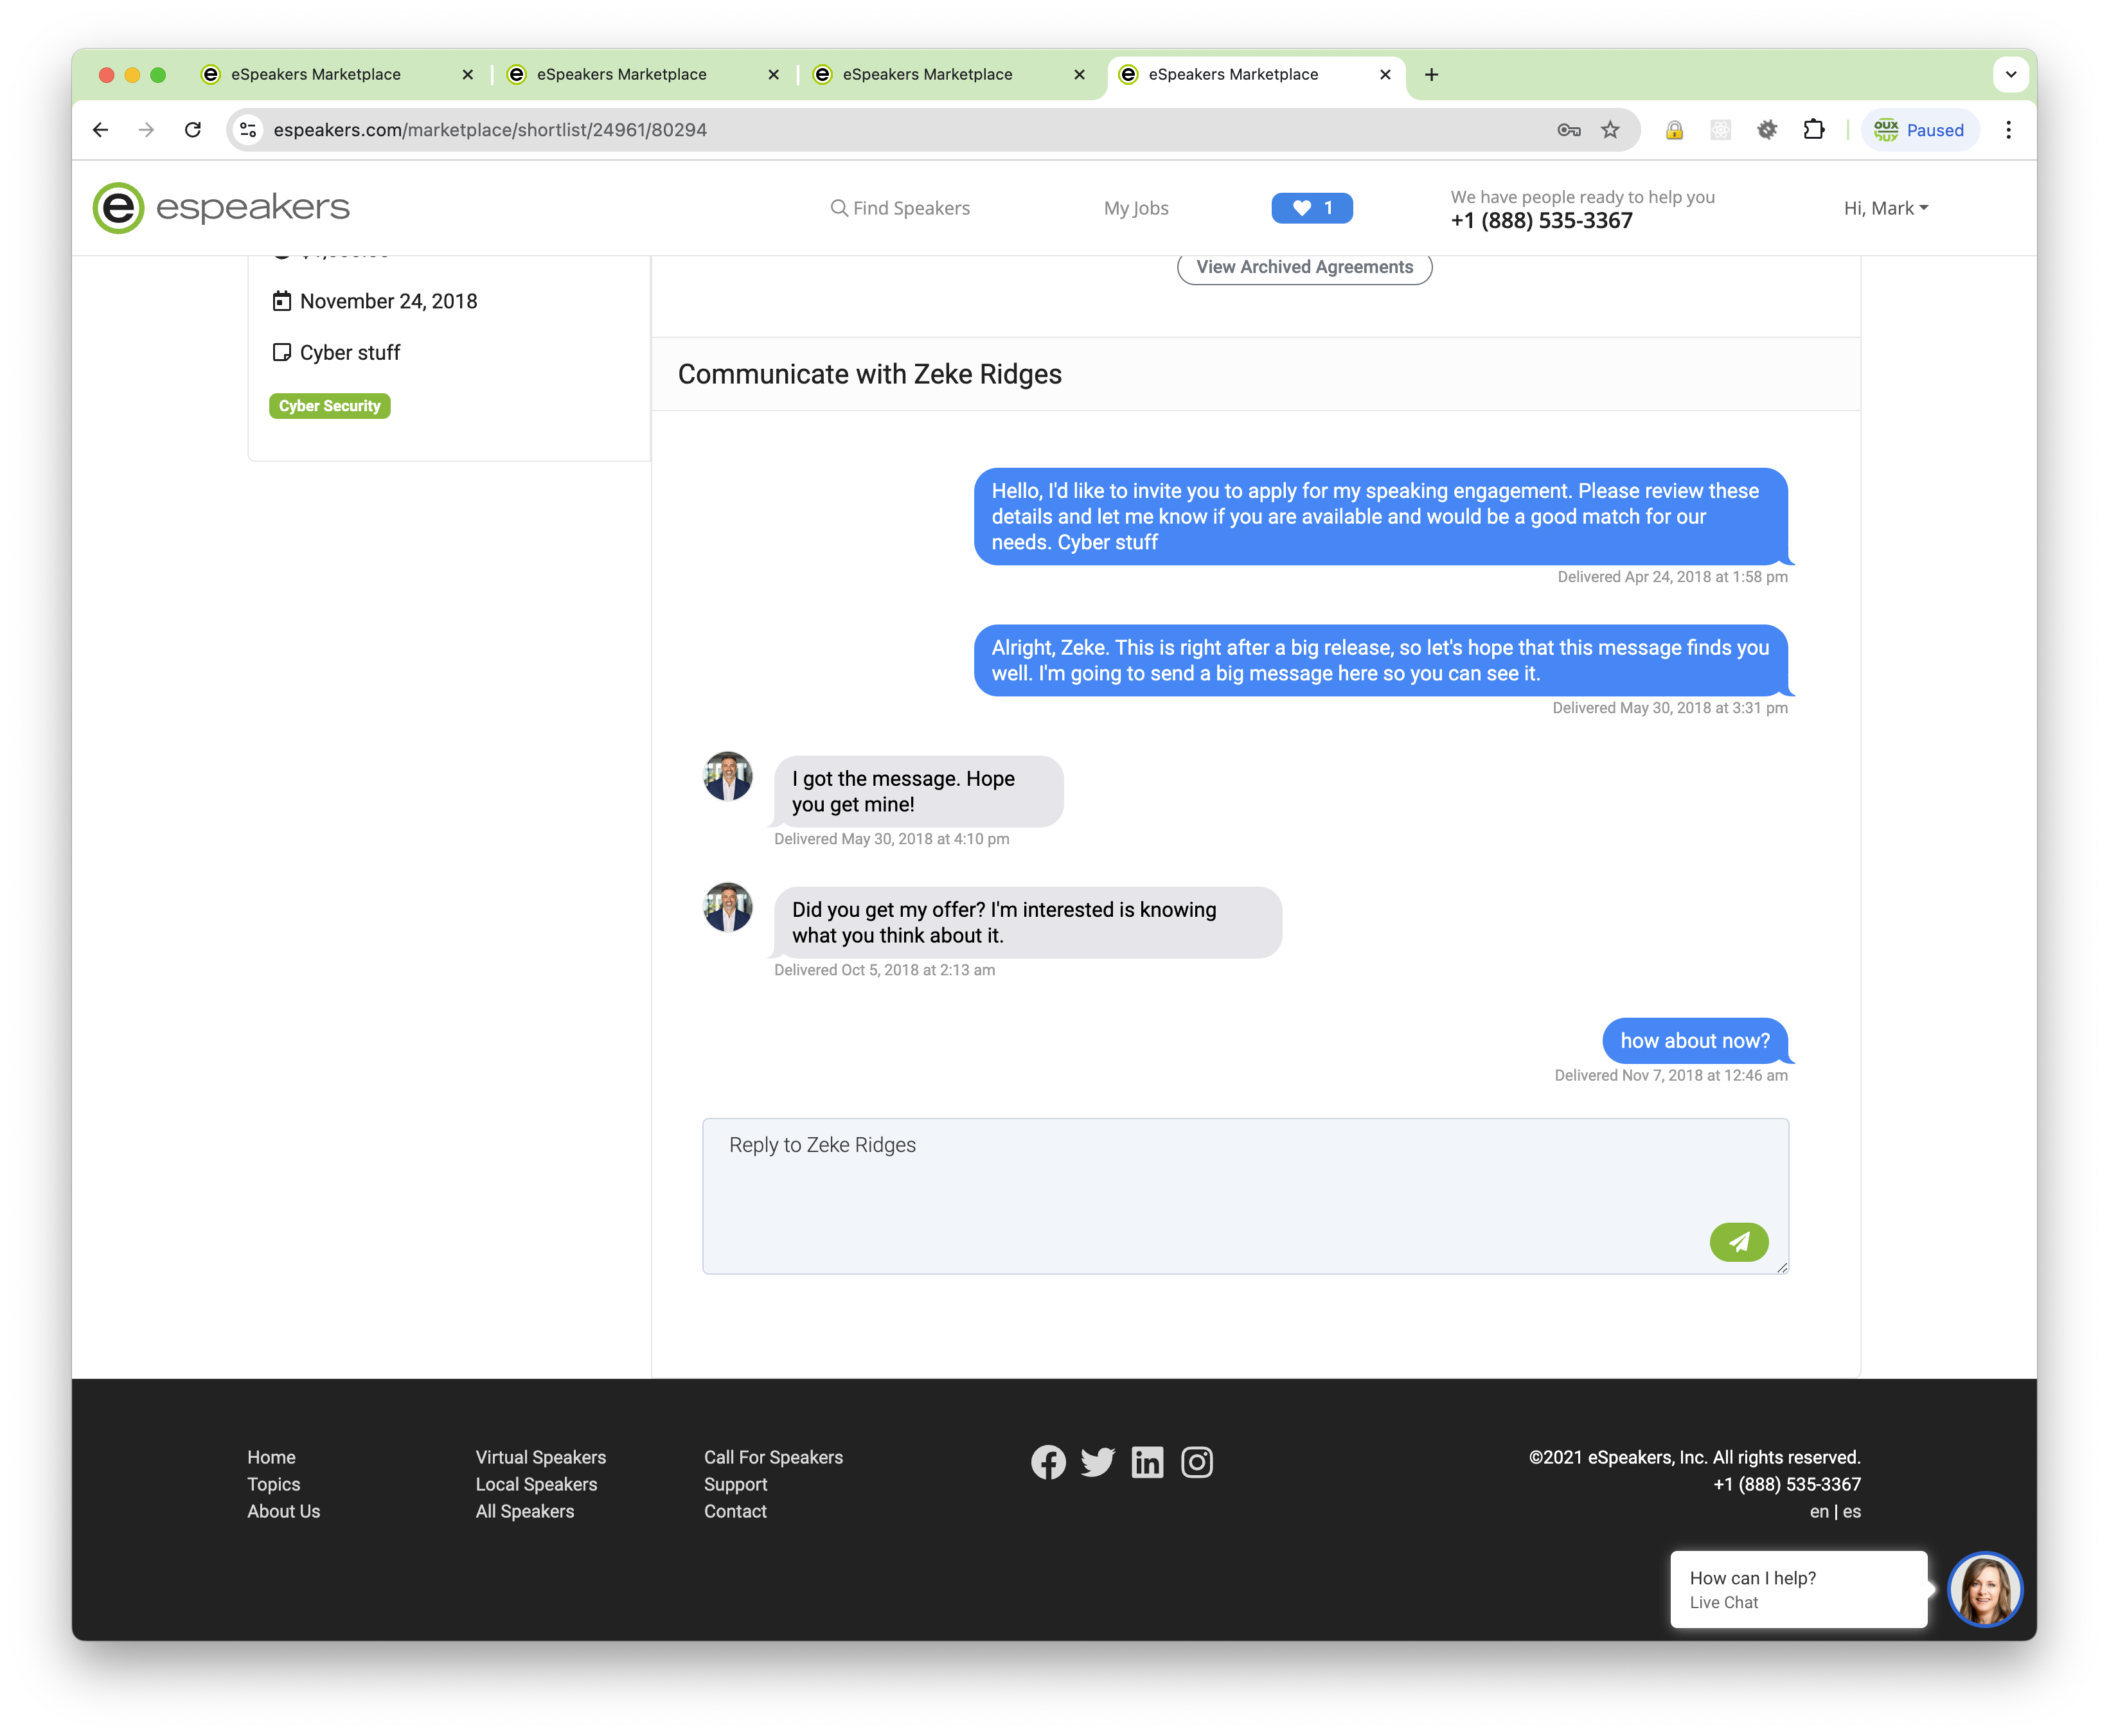 eSpeakers Marketplace
eSpeakers Marketplace
eSpeakers Marketplace
eSpeakers Marketplace
espeakers.com/marketplace/shortlist/24961/80294
Paused
espeakers
Find Speakers
My Jobs
1
We have people ready to help you
+1 (888) 535-3367
Hi, Mark
View Archived Agreements
November 24, 2018
Cyber stuff
Cyber Security
Communicate with Zeke Ridges
Hello, I'd like to invite you to apply for my speaking engagement. Please review these
details and let me know if you are available and would be a good match for our
needs. Cyber stuff
Delivered Apr 24, 2018 at 1:58 pm
Alright, Zeke. This is right after a big release, so let's hope that this message finds you
well. I'm going to send a big message here so you can see it.
Delivered May 30, 2018 at 3:31 pm
I got the message. Hope
you get mine!
Delivered May 30, 2018 at 4:10 pm
Did you get my offer? I'm interested is knowing
what you think about it.
Delivered Oct 5, 2018 at 2:13 am
how about now?
Delivered Nov 7, 2018 at 12:46 am
Reply to Zeke Ridges
Home
Topics
About Us
Virtual Speakers
Local Speakers
All Speakers
Call For Speakers
Support
Contact
©2021 eSpeakers, Inc. All rights reserved.
+1 (888) 535-3367
en | es
How can I help?
Live Chat